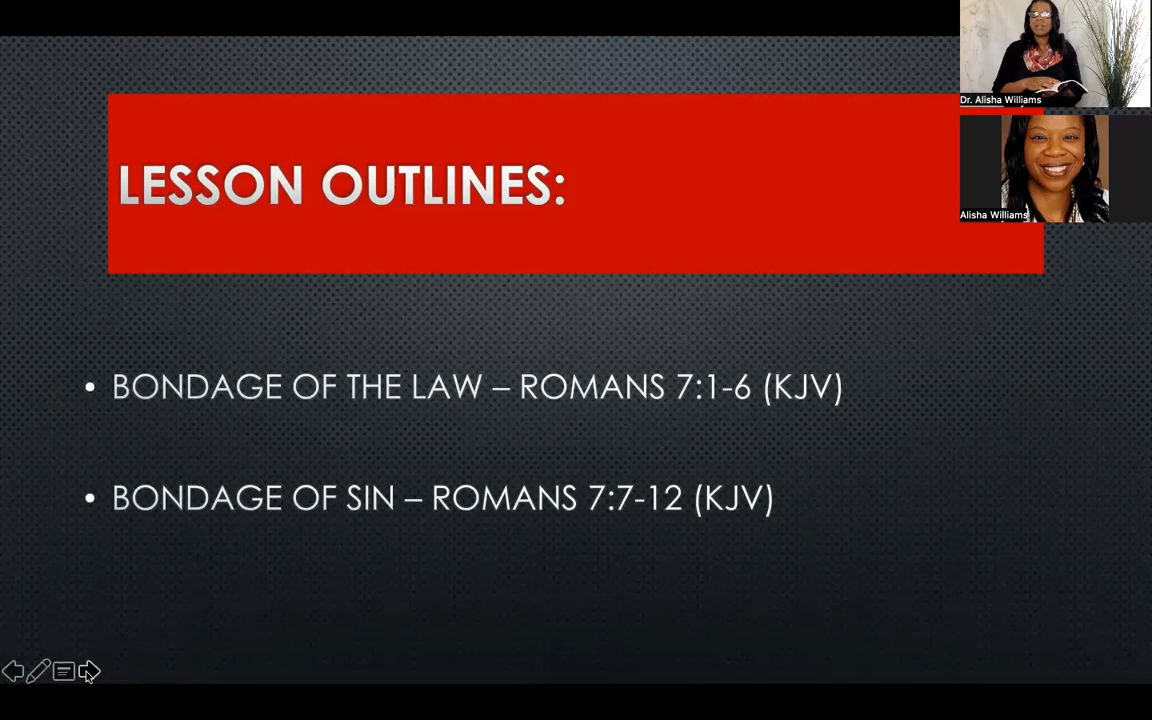 LESSON OUTLINES:
• BONDAGE OF THE LAW – ROMANS 7:1-6 (KJV)
• BONDAGE OF SIN – ROMANS 7:7-12 (KJV)
Dr. Alisha Williams
Alisha Williams